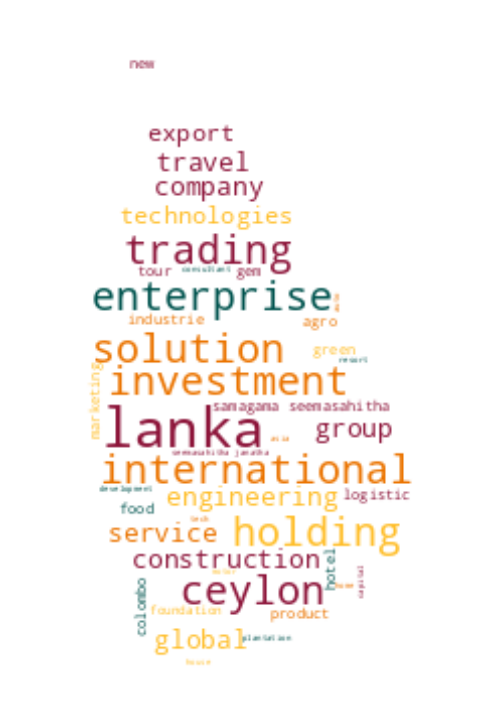 new
export
travel
company
technologies
trading
tour consultant gem
enterprise
industrie agro
solution green
resort
marketing
investment
samagama seemasahitha
lanka group
asia
seemasahitha janatha
international
development engineering logistic
food
tech
service holding
construction
hotel
capital
colombo
ceylon
foundation product
global plantation
house